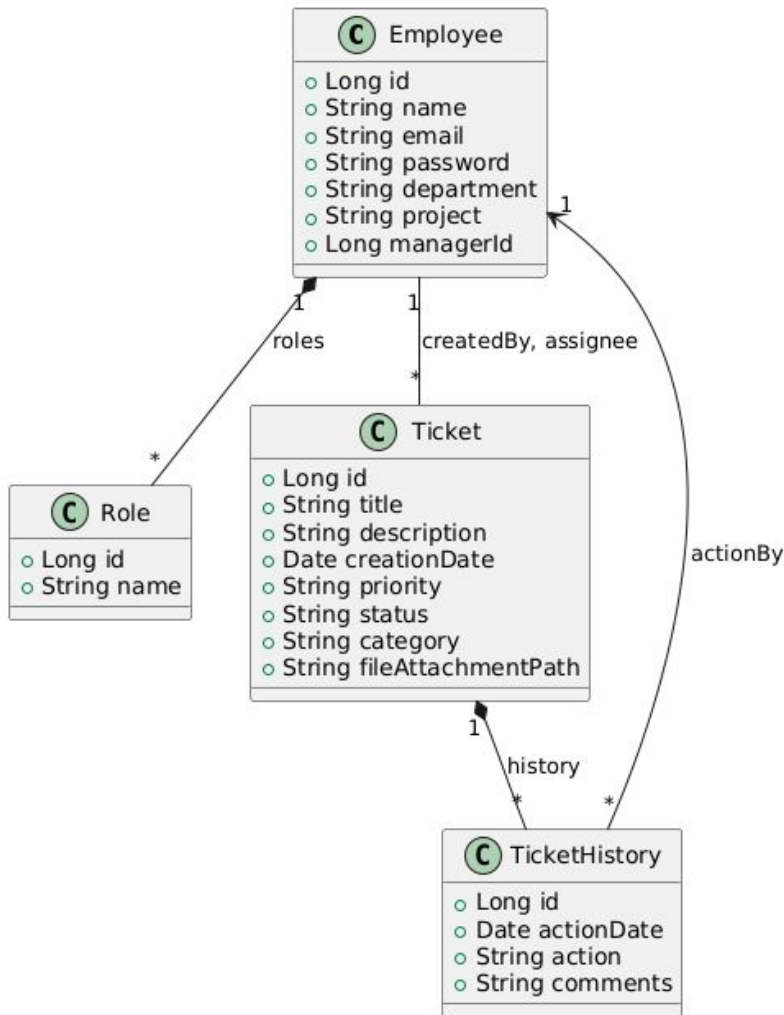 C Employee
Long id
String name
String email
String password
String department
String project
Long managerId
1
1
1
roles
createdBy, assignee
*
*
C Ticket
Long id
String title
String description
Date creationDate
String priority
String status
String category
String fileAttachmentPath
C Role
Long id
String name
actionBy
1
history
*
*
C TicketHistory
Long id
Date actionDate
String action
String comments